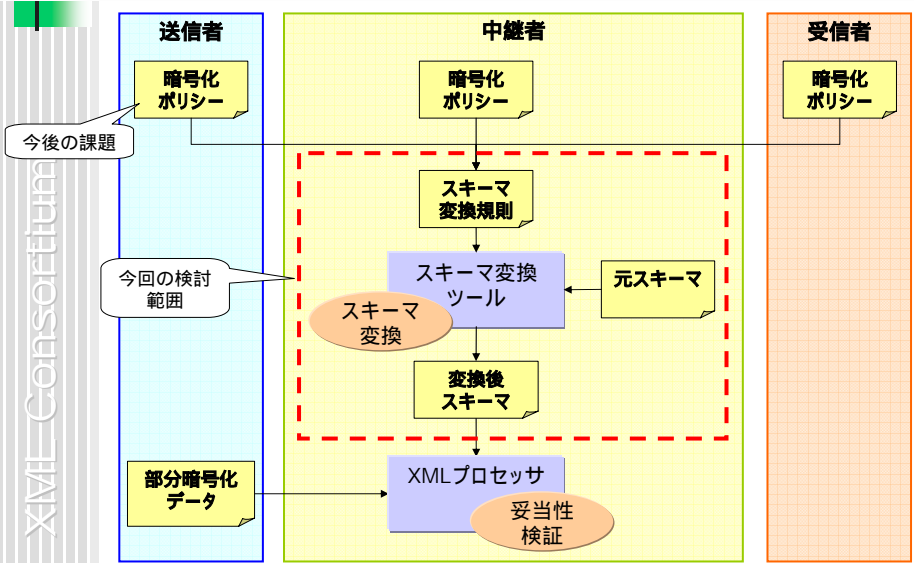 送信者
中継者
受信者
暗号化
ポリシー
暗号化
ポリシー
暗号化
ポリシー
今後の課題
スキーマ
変換規則
今回の検討
範囲
スキーマ変換
ツール
元スキーマ
スキーマ
変換
変換後
スキーマ
部分暗号化
データ
XMLプロセッサ
妥当性
検証
XML Consortium